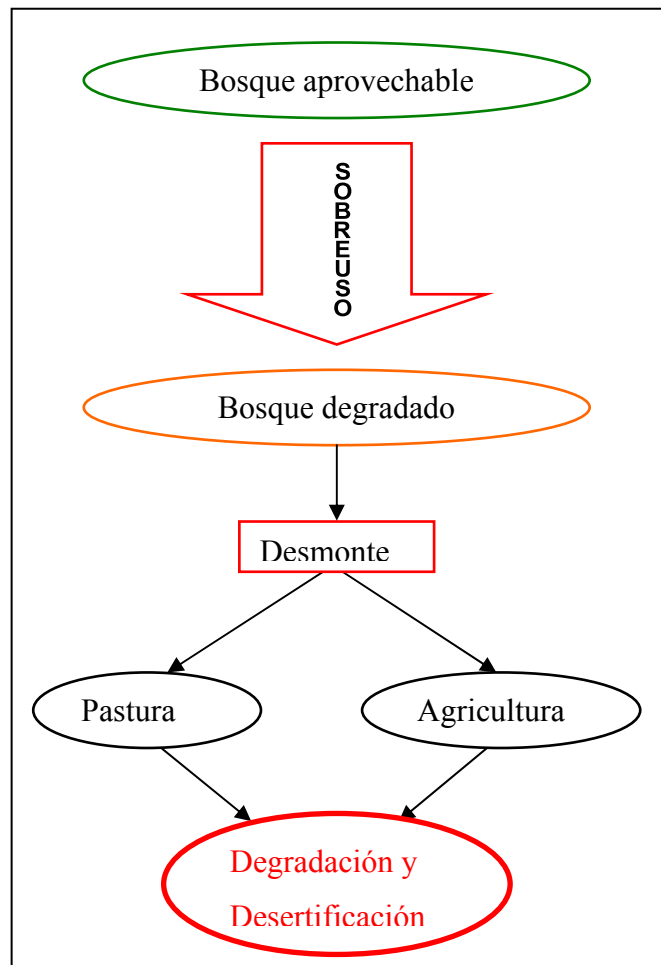 Bosque aprovechable
SOBREUSO
Bosque degradado
Desmonte
Pastura
Agricultura
Degradación y
Desertificación